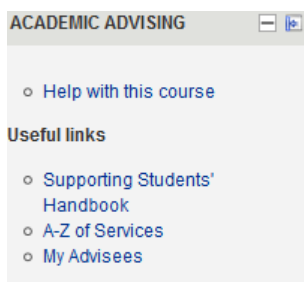 ACADEMIC ADVISING
Help with this course
Useful links
Supporting Students'
Handbook
A-Z of Services
My Advisees